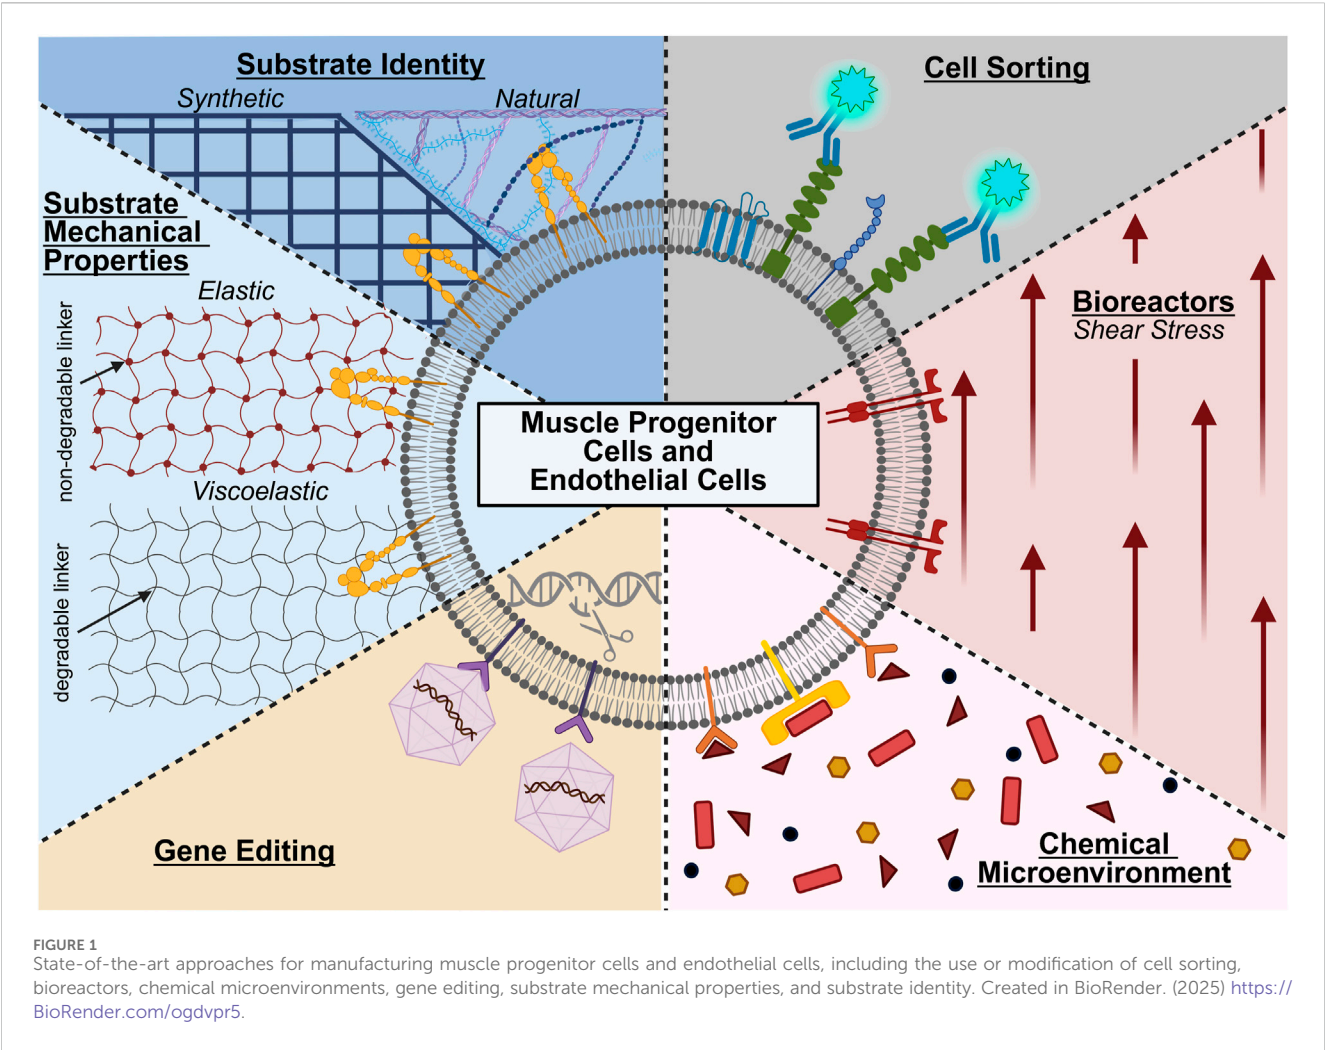 Substrate Identity
Synthetic
Natural
Cell Sorting
Substrate
Mechanical
Properties
Elastic
non-degradable linker
Viscoelastic
degradable linker
Bioreactors
Shear Stress
Muscle Progenitor
Cells and
Endothelial Cells
Gene Editing
Chemical
Microenvironment
FIGURE 1
State-of-the-art approaches for manufacturing muscle progenitor cells and endothelial cells, including the use or modification of cell sorting,
bioreactors, chemical microenvironments, gene editing, substrate mechanical properties, and substrate identity. Created in BioRender. (2025) https://
BioRender.com/ogdvpr5.